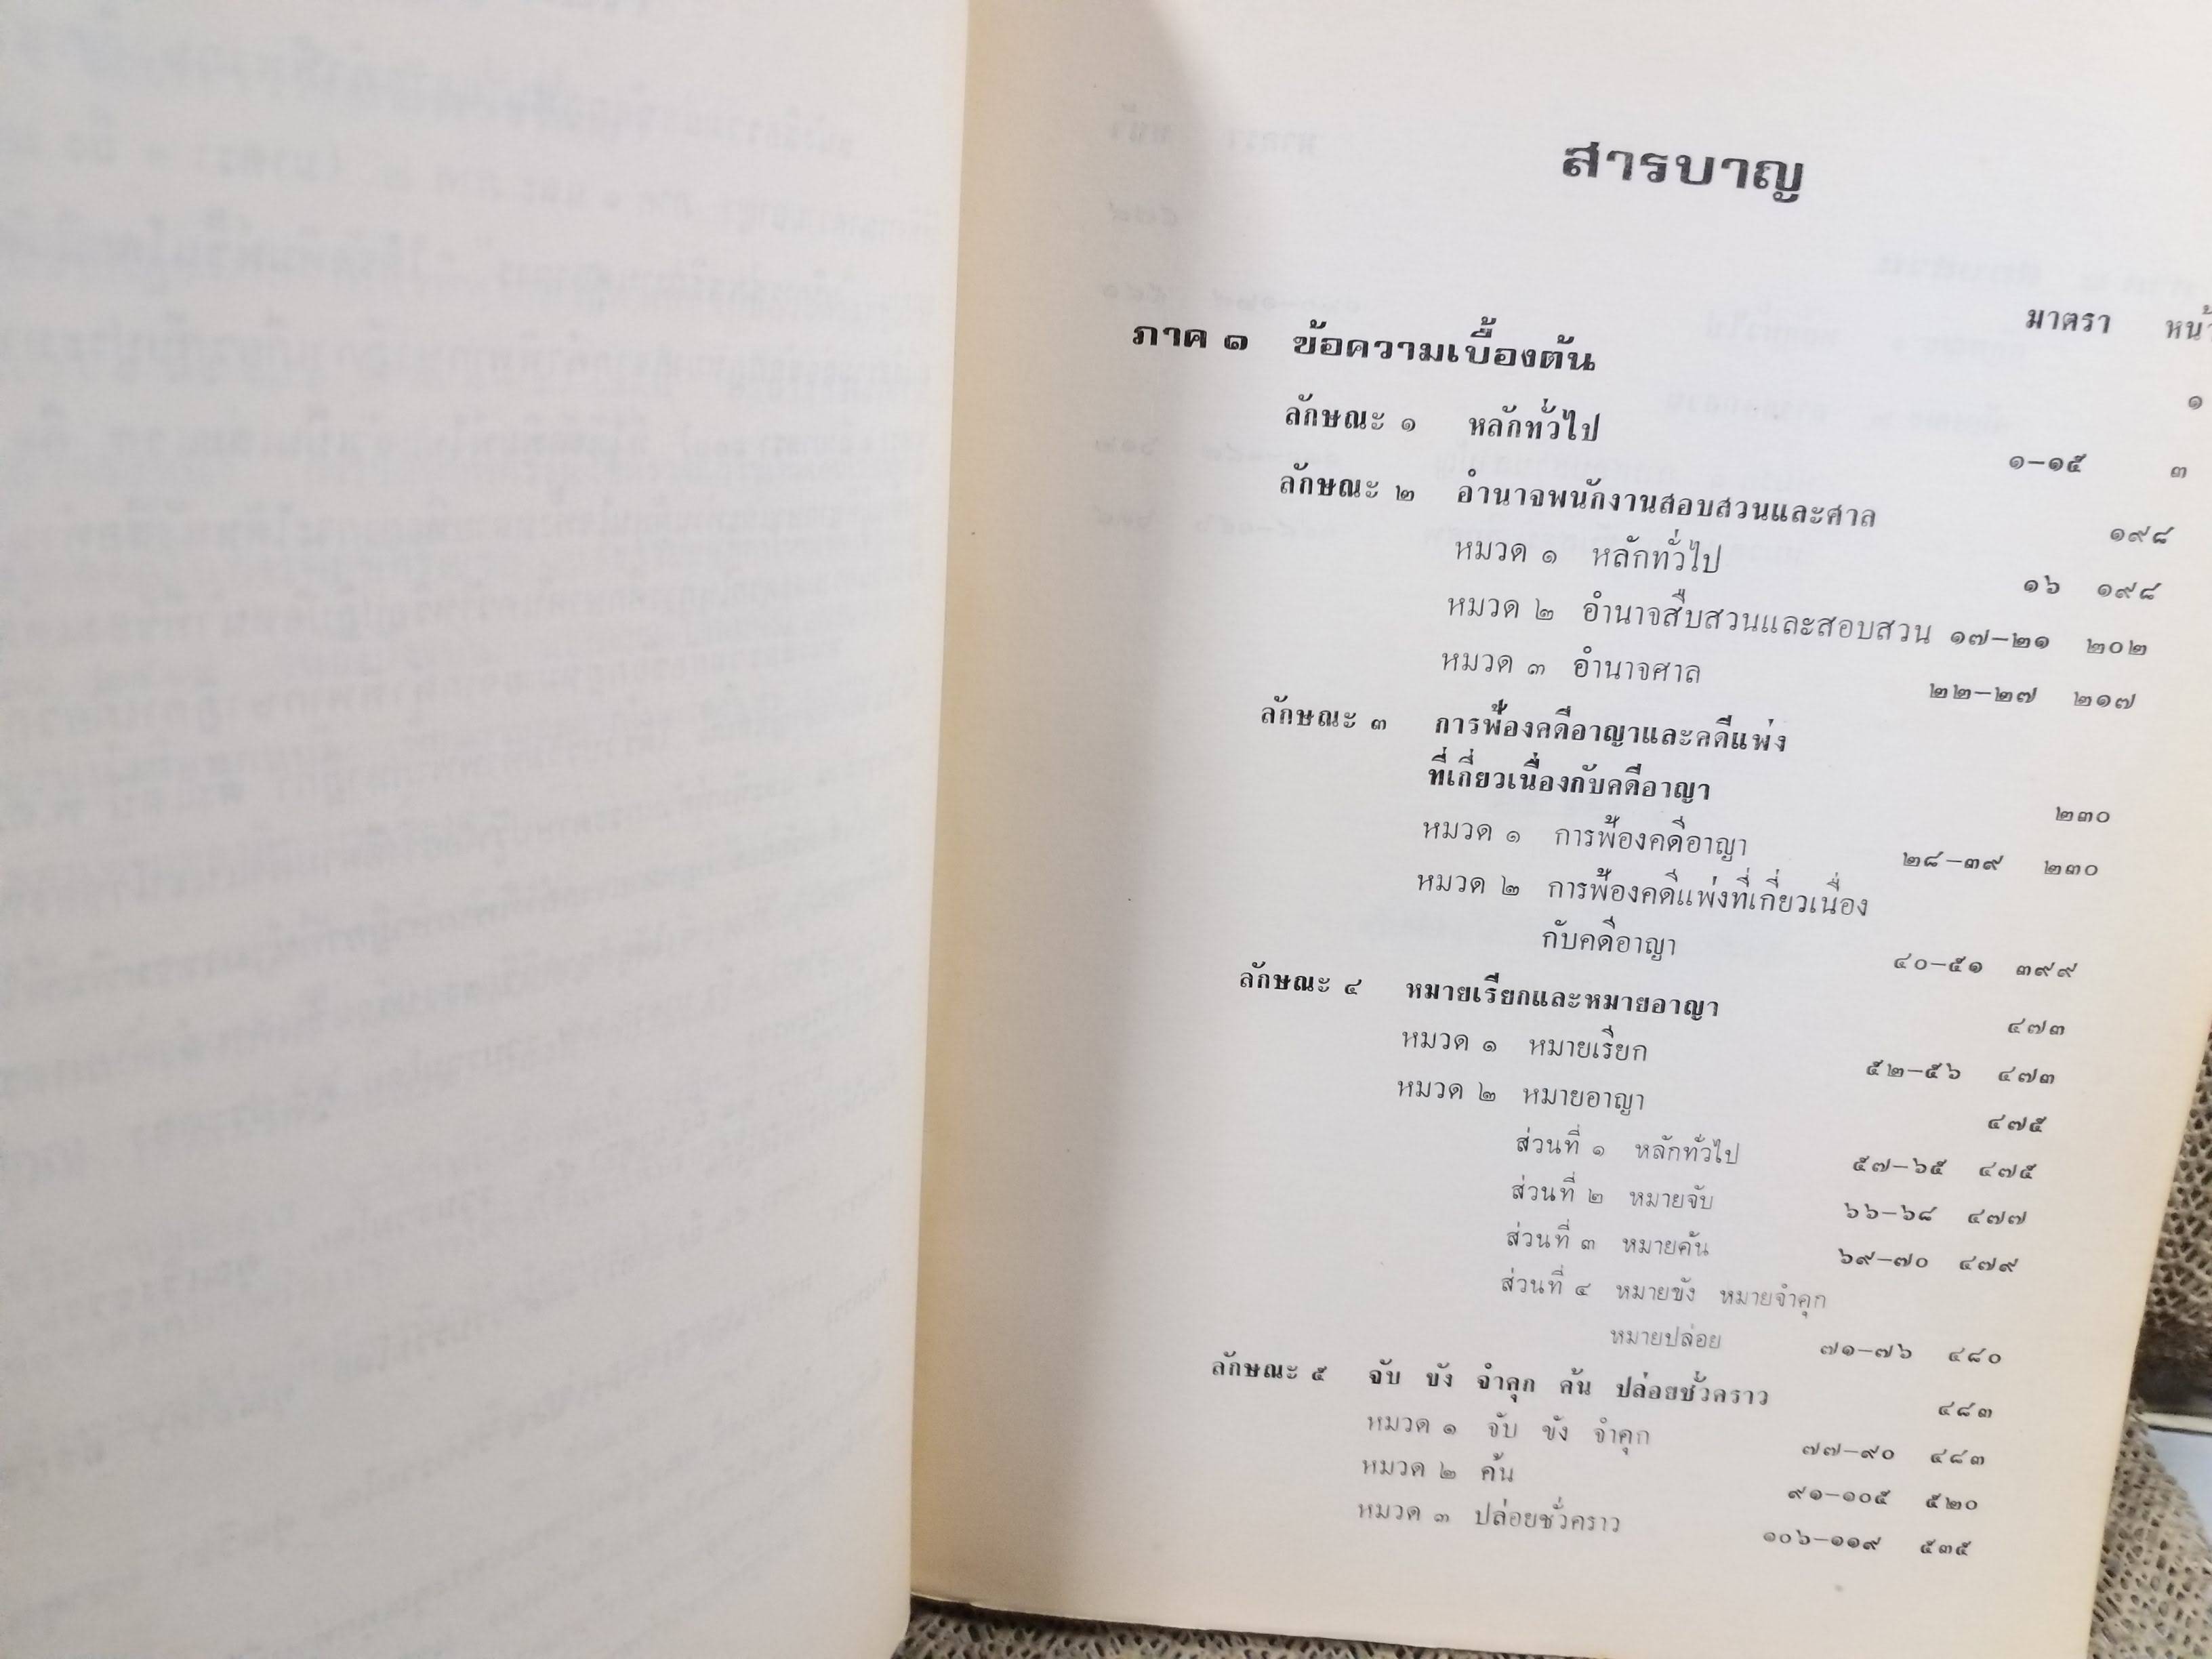 สารบาญ
มาตรา หน้า
ภาค ๑ ข้อความเบื้องต้น ๑
ลักษณะ ๑ หลักทั่วไป ๑-๑๕ ๓
ลักษณะ ๒ อำนาจพนักงานสอบสวนและศาล ๑๙๘
หมวด ๑ หลักทั่วไป ๑๖ ๑๙๘
หมวด ๒ อำนาจสืบสวนและสอบสวน ๑๗-๒๑ ๒๐๒
หมวด ๓ อำนาจศาล ๒๒-๒๗ ๒๑๗
ลักษณะ ๓ การฟ้องคดีอาญาและคดีแพ่ง
ที่เกี่ยวเนื่องกับคดีอาญา ๒๓๐
หมวด ๑ การฟ้องคดีอาญา ๒๘-๓๙ ๒๓๐
หมวด ๒ การฟ้องคดีแพ่งที่เกี่ยวเนื่อง
กับคดีอาญา ๔๐-๕๑ ๓๙๙
ลักษณะ ๔ หมายเรียกและหมายอาญา ๔๗๓
หมวด ๑ หมายเรียก ๕๒-๕๖ ๔๗๓
หมวด ๒ หมายอาญา ๔๗๕
ส่วนที่ ๑ หลักทั่วไป ๕๗-๖๕ ๔๗๕
ส่วนที่ ๒ หมายจับ ๖๖-๖๘ ๔๗๗
ส่วนที่ ๓ หมายค้น ๖๙-๗๐ ๔๗๙
ส่วนที่ ๔ หมายขัง หมายจำคุก
หมายปล่อย ๗๑-๗๖ ๔๘๐
ลักษณะ ๕ จับ ขัง จำคุก ค้น ปล่อยชั่วคราว ๔๘๓
หมวด ๑ จับ ขัง จำคุก ๗๗-๙๐ ๔๘๓
หมวด ๒ ค้น ๙๑-๑๐๕ ๕๒๐
หมวด ๓ ปล่อยชั่วคราว ๑๐๖-๑๑๙ ๕๓๕